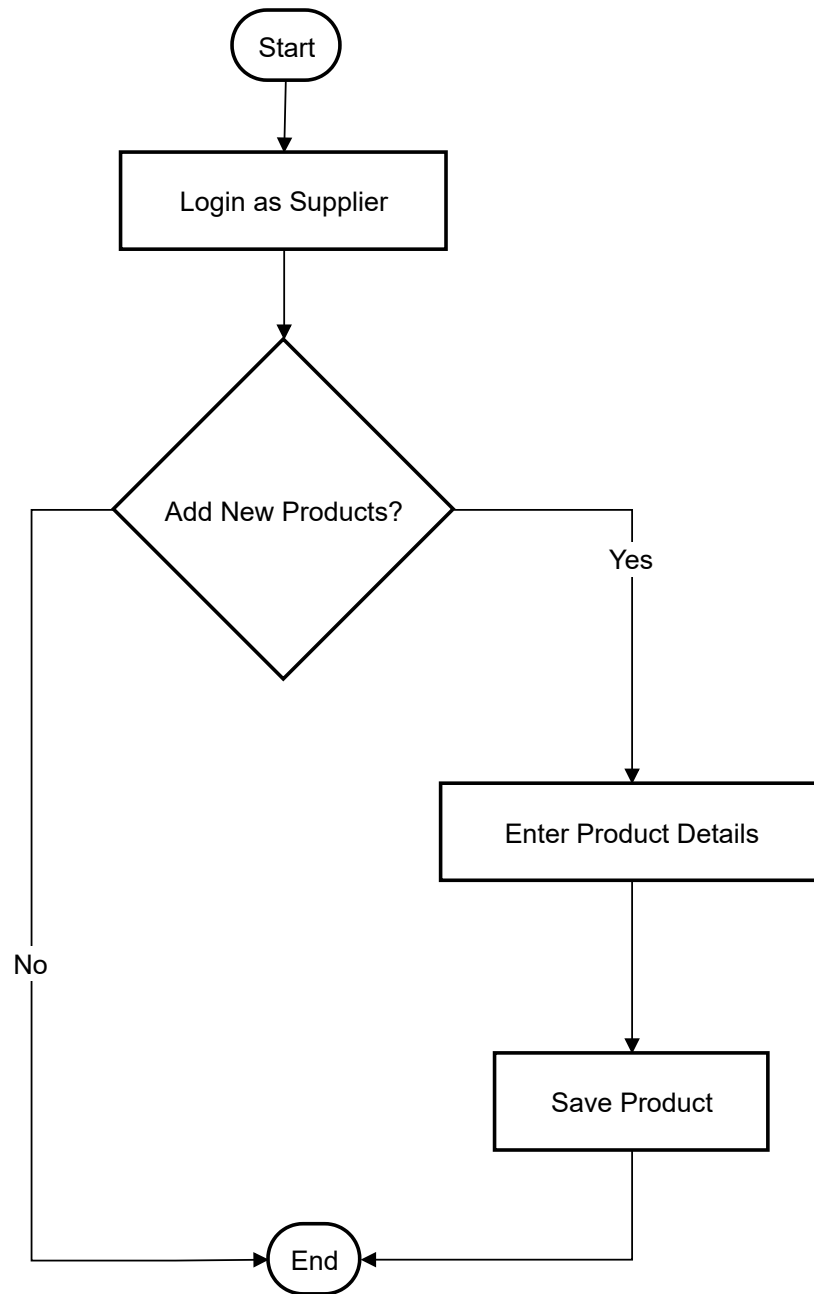 Start
Login as Supplier
Add New Products?
Yes
Enter Product Details
No
Save Product
End